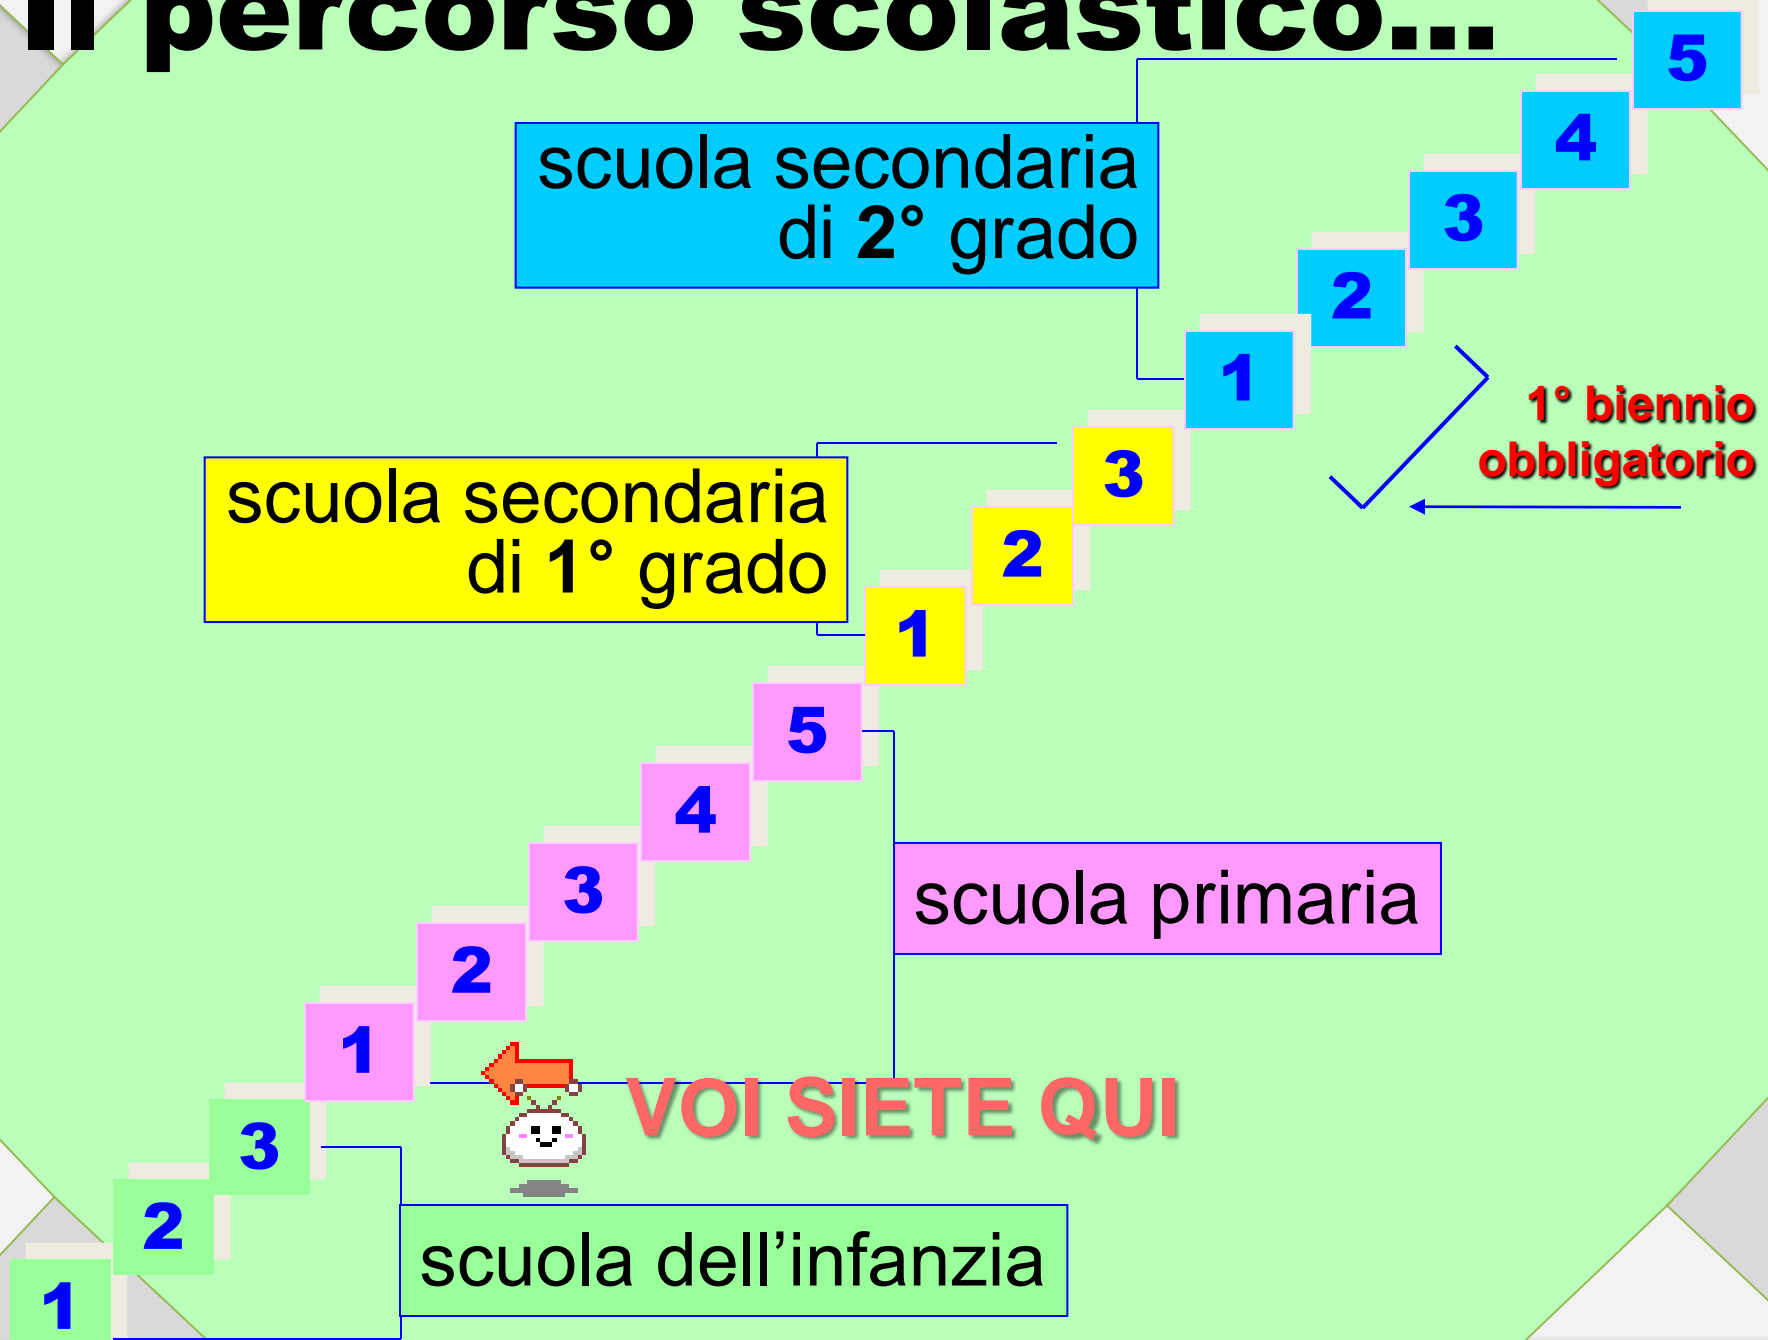 Il percorso scolastico...
5
4
scuola secondaria
di 2° grado
3
2
1
1° biennio
obbligatorio
3
scuola secondaria
di 1° grado
2
1
5
4
3
scuola primaria
2
1
VOI SIETE QUI
3
2
scuola dell’infanzia
1